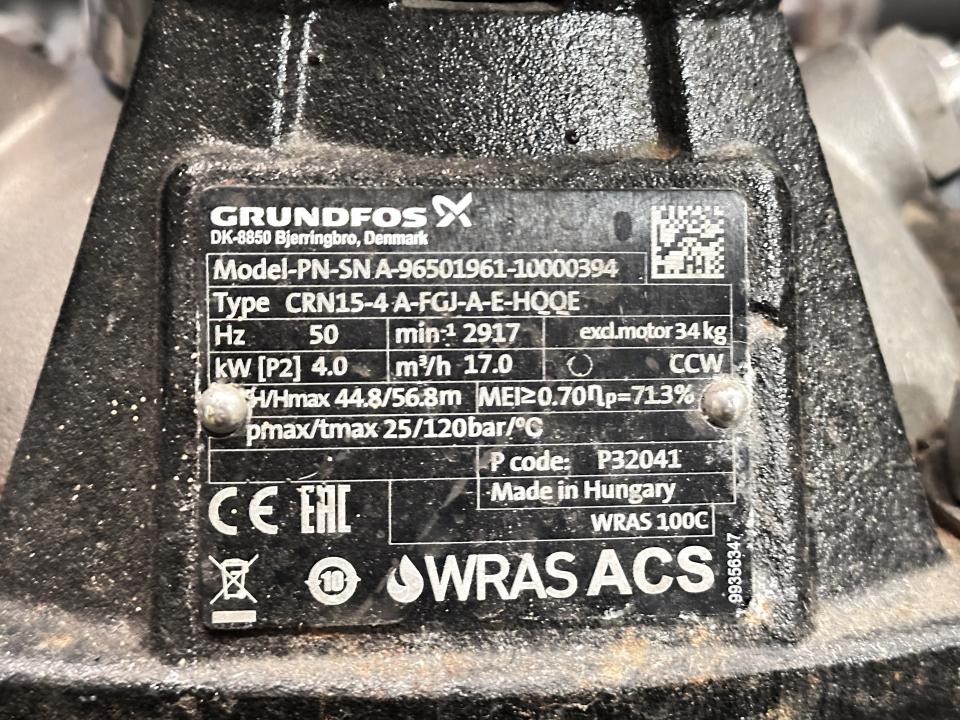 GRUNDFOS
DK-8850 Bjerringbro, Denmark
Model-PN-SN A-96501961-10000394
Type CRN15-4 A-FGJ-A-E-HQQE
Hz 50 min⁻¹ 2917 excl.motor 34 kg
kW [P2] 4.0 m³/h 17.0 CCW
H/Hmax 44.8/56.8m MEI≥0.70 ηp=71.3%
pmax/tmax 25/120bar/°C
P code: P32041
Made in Hungary
WRAS 100C
CE EAC
10 WRAS ACS
99356347